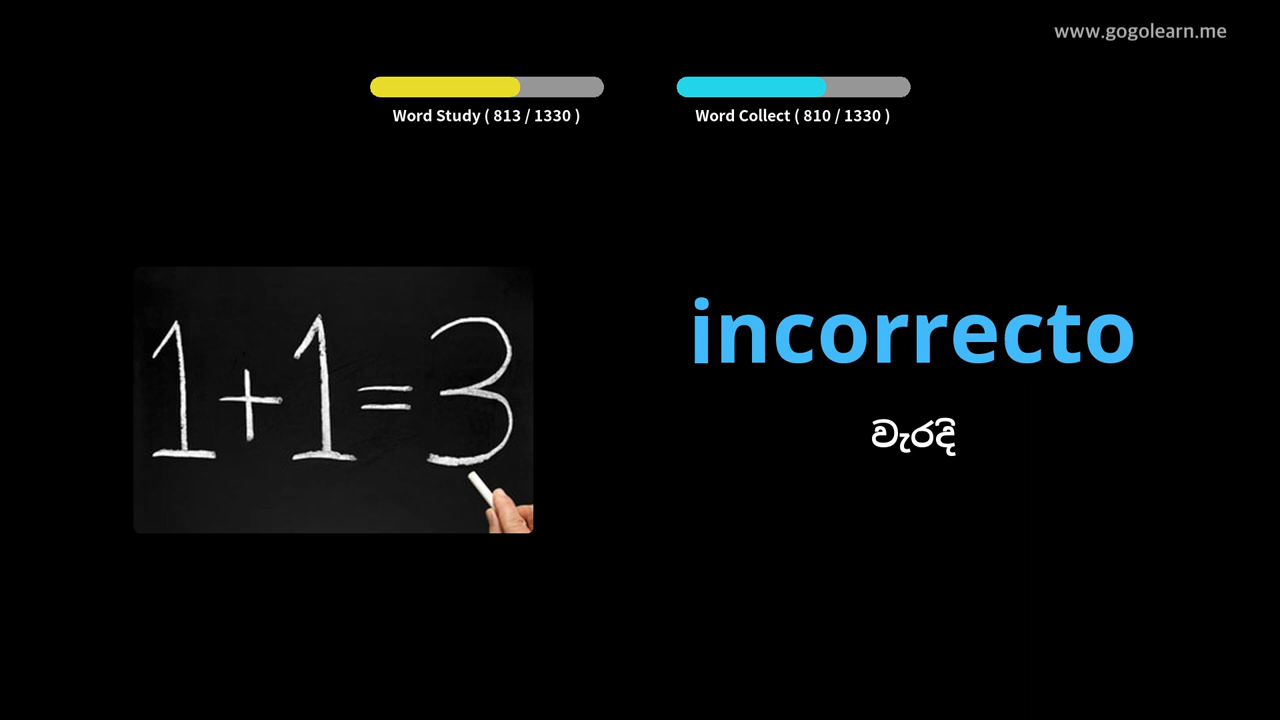 www.gogolearn.me
Word Study ( 813 / 1330 )
Word Collect ( 810 / 1330 )
1+1=3
incorrecto
වැරදි